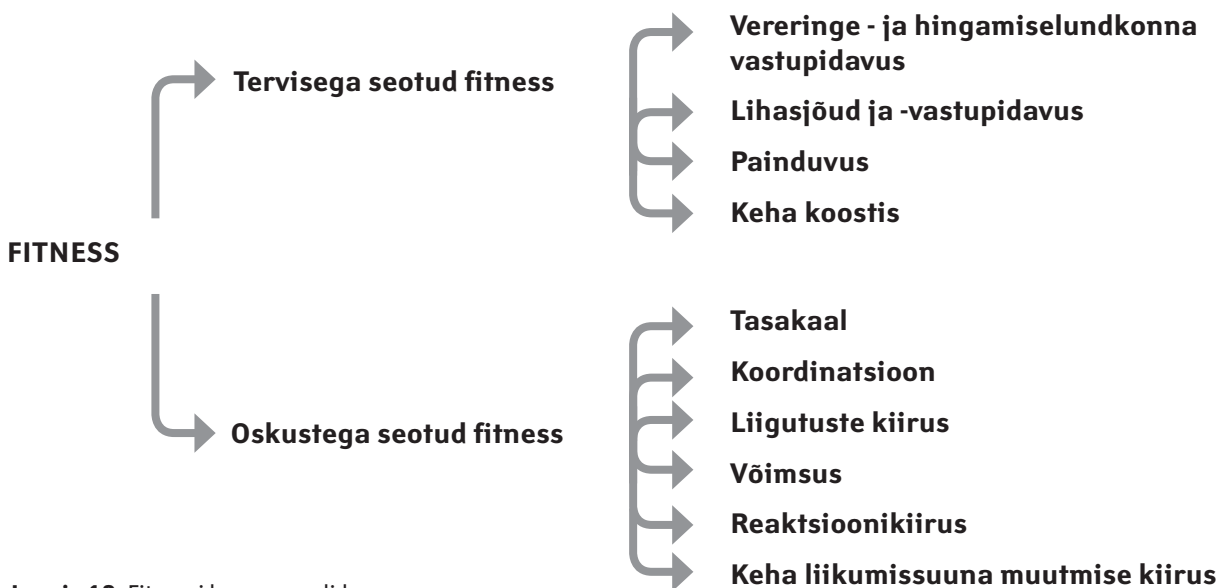 Vereringe - ja hingamiselundkonna
vastupidavus
Tervisega seotud fitness
Lihasjõud ja -vastupidavus
Painduvus
Keha koostis
FITNESS
Tasakaal
Koordinatsioon
Liigutuste kiirus
Oskustega seotud fitness
Võimsus
Reaktsioonikiirus
Keha liikumissuuna muutmise kiirus